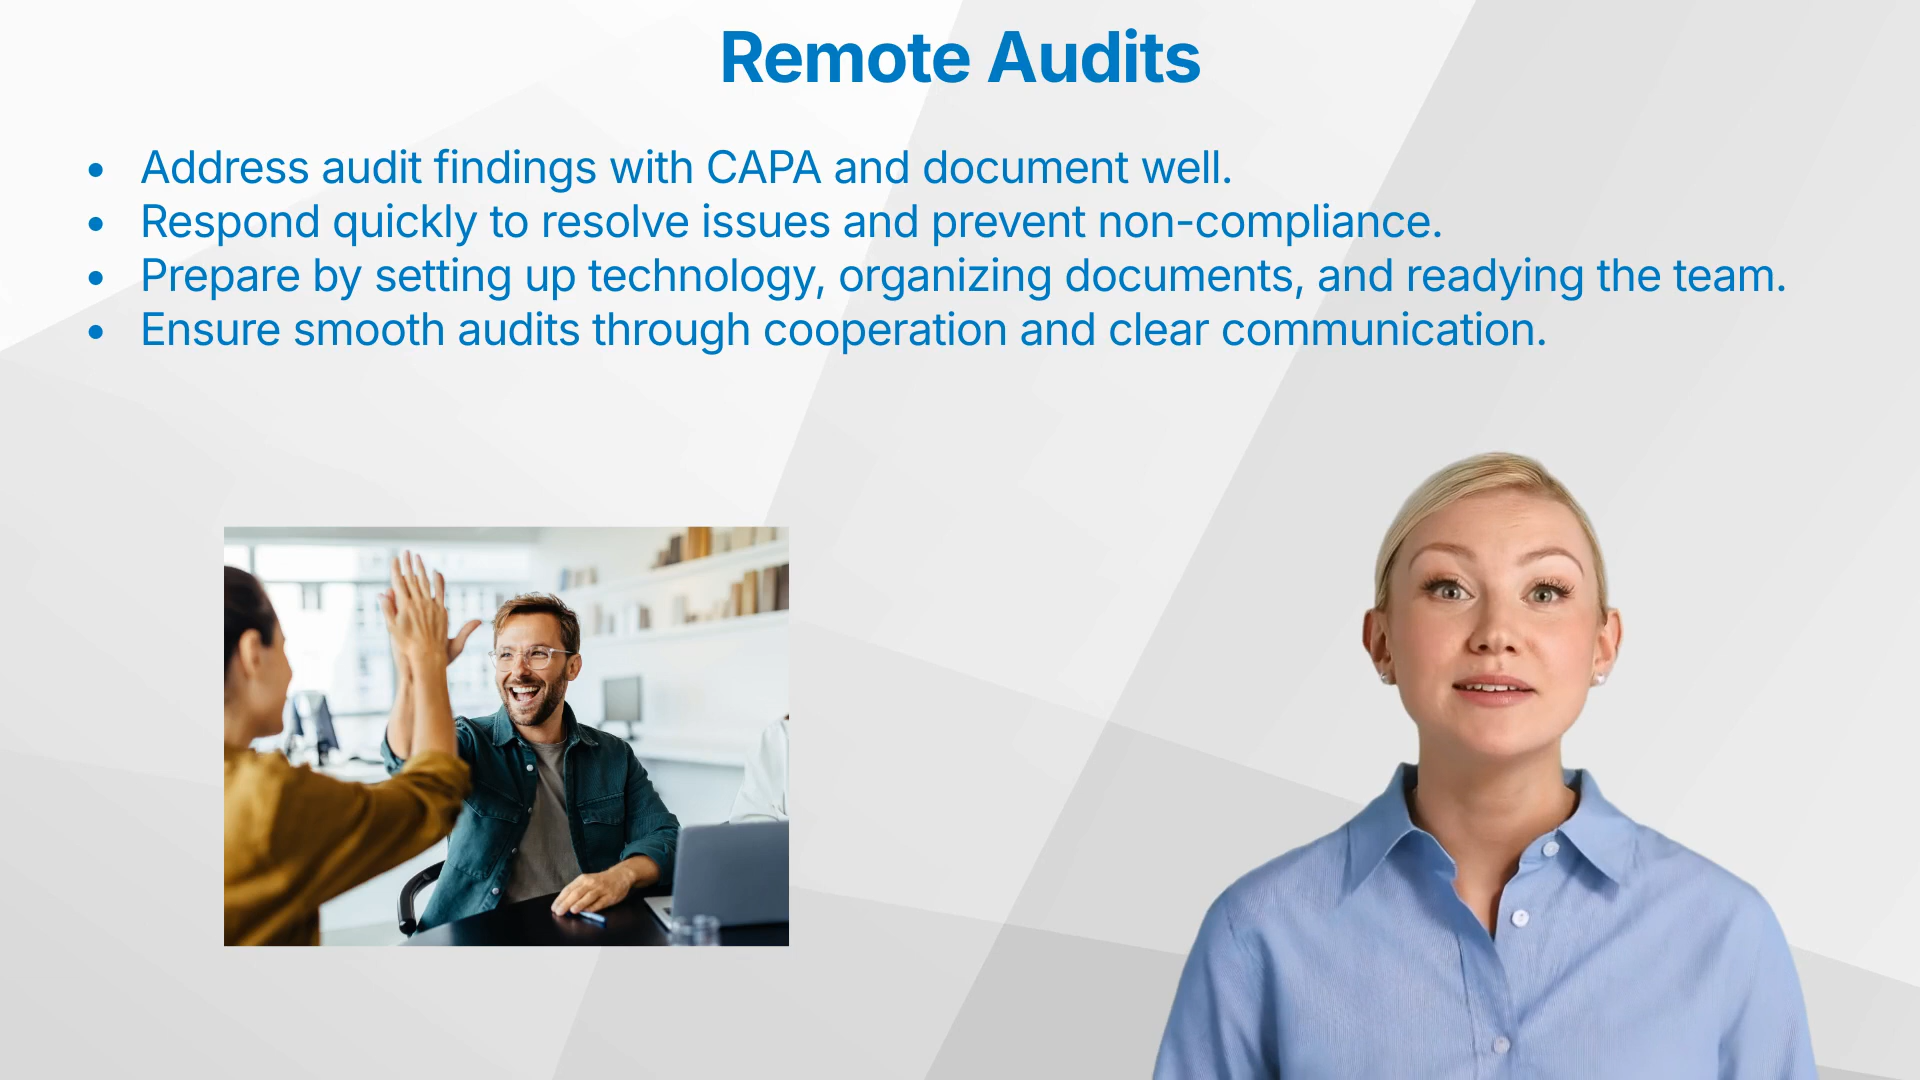 Remote Audits
• Address audit findings with CAPA and document well.
• Respond quickly to resolve issues and prevent non-compliance.
• Prepare by setting up technology, organizing documents, and readying the team.
• Ensure smooth audits through cooperation and clear communication.